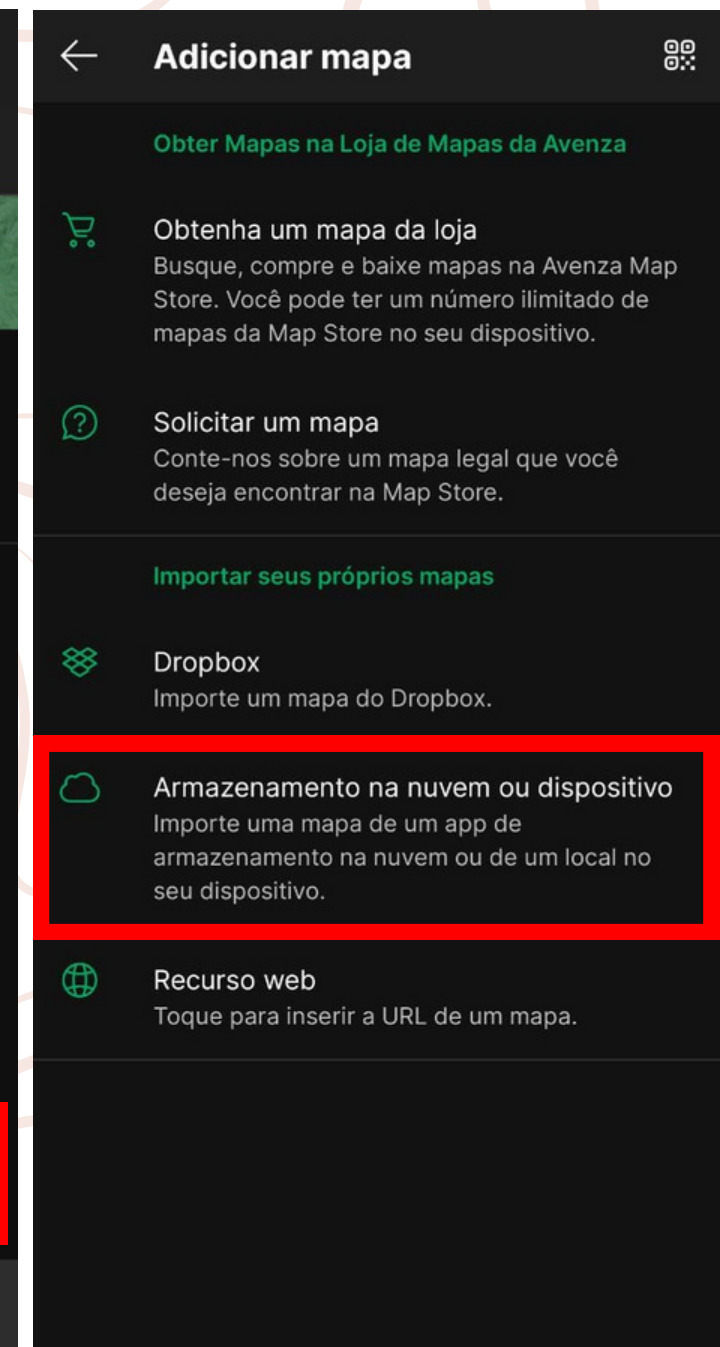 Adicionar mapa
Obter Mapas na Loja de Mapas da Avenza
Obtenha um mapa da loja
Busque, compre e baixe mapas na Avenza Map
Store. Você pode ter um número ilimitado de
mapas da Map Store no seu dispositivo.
Solicitar um mapa
Conte-nos sobre um mapa legal que você
deseja encontrar na Map Store.
Importar seus próprios mapas
Dropbox
Importe um mapa do Dropbox.
Armazenamento na nuvem ou dispositivo
Importe uma mapa de um app de
armazenamento na nuvem ou de um local no
seu dispositivo.
Recurso web
Toque para inserir a URL de um mapa.